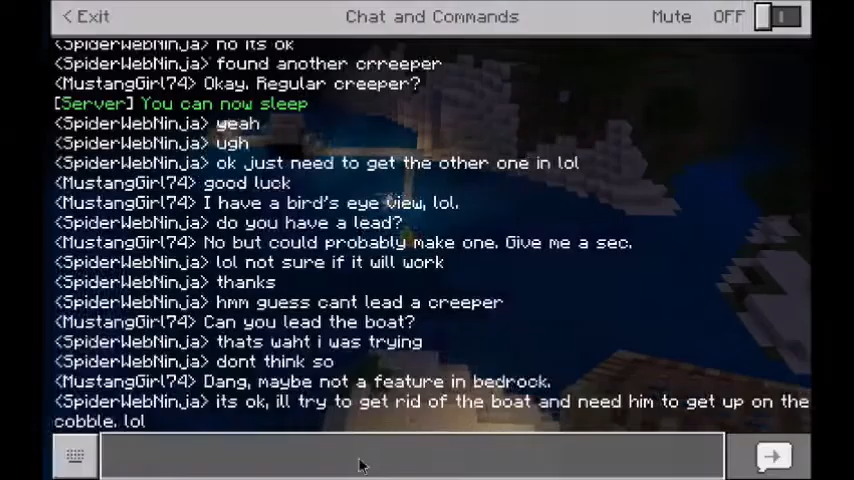 < Exit
Chat and Commands
Mute OFF
<SpiderWebNinja> no its ok
<SpiderWebNinja> found another crreeper
<MustangGirl74> Okay. Regular creeper?
[Server] You can now sleep
<SpiderWebNinja> yeah
<SpiderWebNinja> ugh
<SpiderWebNinja> ok just need to get the other one in lol
<MustangGirl74> good luck
<MustangGirl74> I have a bird's eye view, lol.
<SpiderWebNinja> do you have a lead?
<MustangGirl74> No but could probably make one. Give me a sec.
<SpiderWebNinja> lol not sure if it will work
<SpiderWebNinja> thanks
<SpiderWebNinja> hmm guess cant lead a creeper
<MustangGirl74> Can you lead the boat?
<SpiderWebNinja> thats waht i was trying
<SpiderWebNinja> dont think so
<MustangGirl74> Dang, maybe not a feature in bedrock.
<SpiderWebNinja> its ok, ill try to get rid of the boat and need him to get up on the
cobble. lol